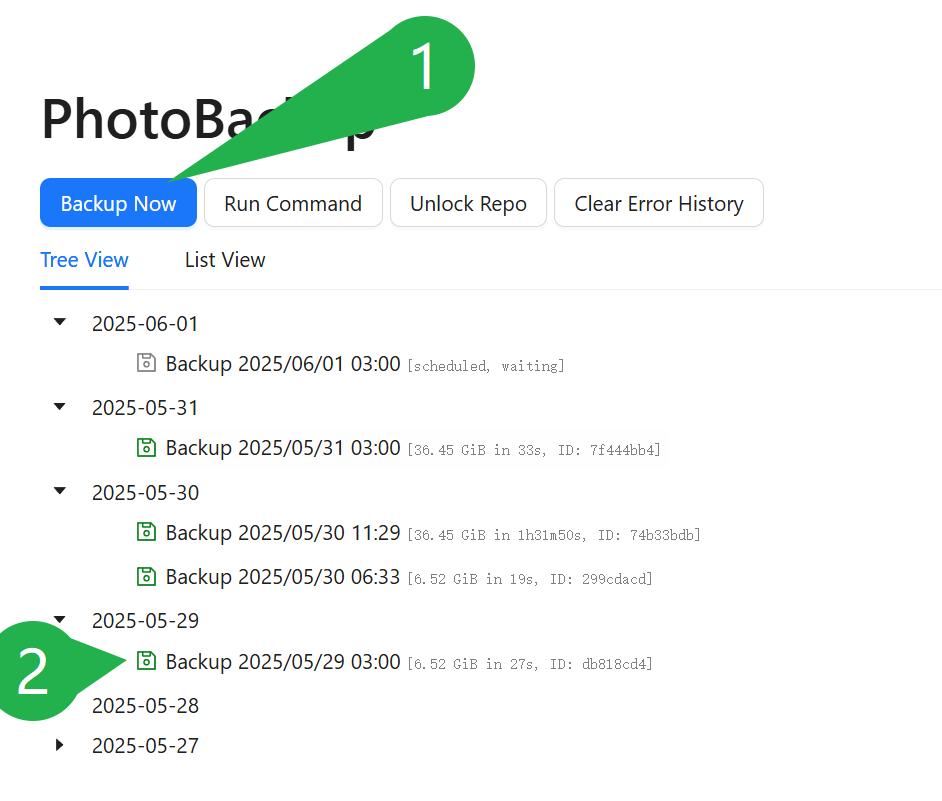 1
PhotoBackup
Backup Now Run Command Unlock Repo Clear Error History
Tree View List View
2025-06-01
Backup 2025/06/01 03:00 [scheduled, waiting]
2025-05-31
Backup 2025/05/31 03:00 [36.45 GiB in 33s, ID: 7f444bb4]
2025-05-30
Backup 2025/05/30 11:29 [36.45 GiB in 1h31m50s, ID: 74b33bdb]
Backup 2025/05/30 06:33 [6.52 GiB in 19s, ID: 299cdacd]
2025-05-29
2
Backup 2025/05/29 03:00 [6.52 GiB in 27s, ID: db818cd4]
2025-05-28
2025-05-27